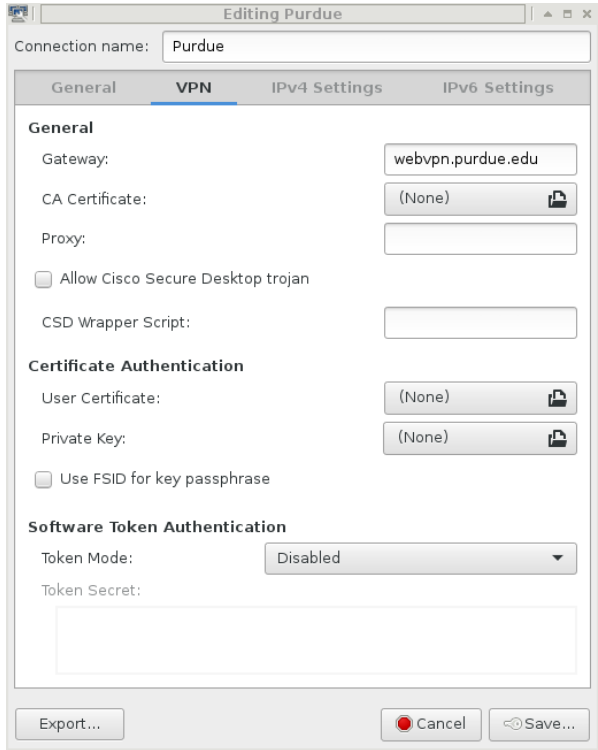 Editing Purdue
Connection name: Purdue
General VPN IPv4 Settings IPv6 Settings
General
Gateway: webvpn.purdue.edu
CA Certificate: (None)
Proxy:
Allow Cisco Secure Desktop trojan
CSD Wrapper Script:
Certificate Authentication
User Certificate: (None)
Private Key: (None)
Use FSID for key passphrase
Software Token Authentication
Token Mode: Disabled
Token Secret:
Export... Cancel Save...